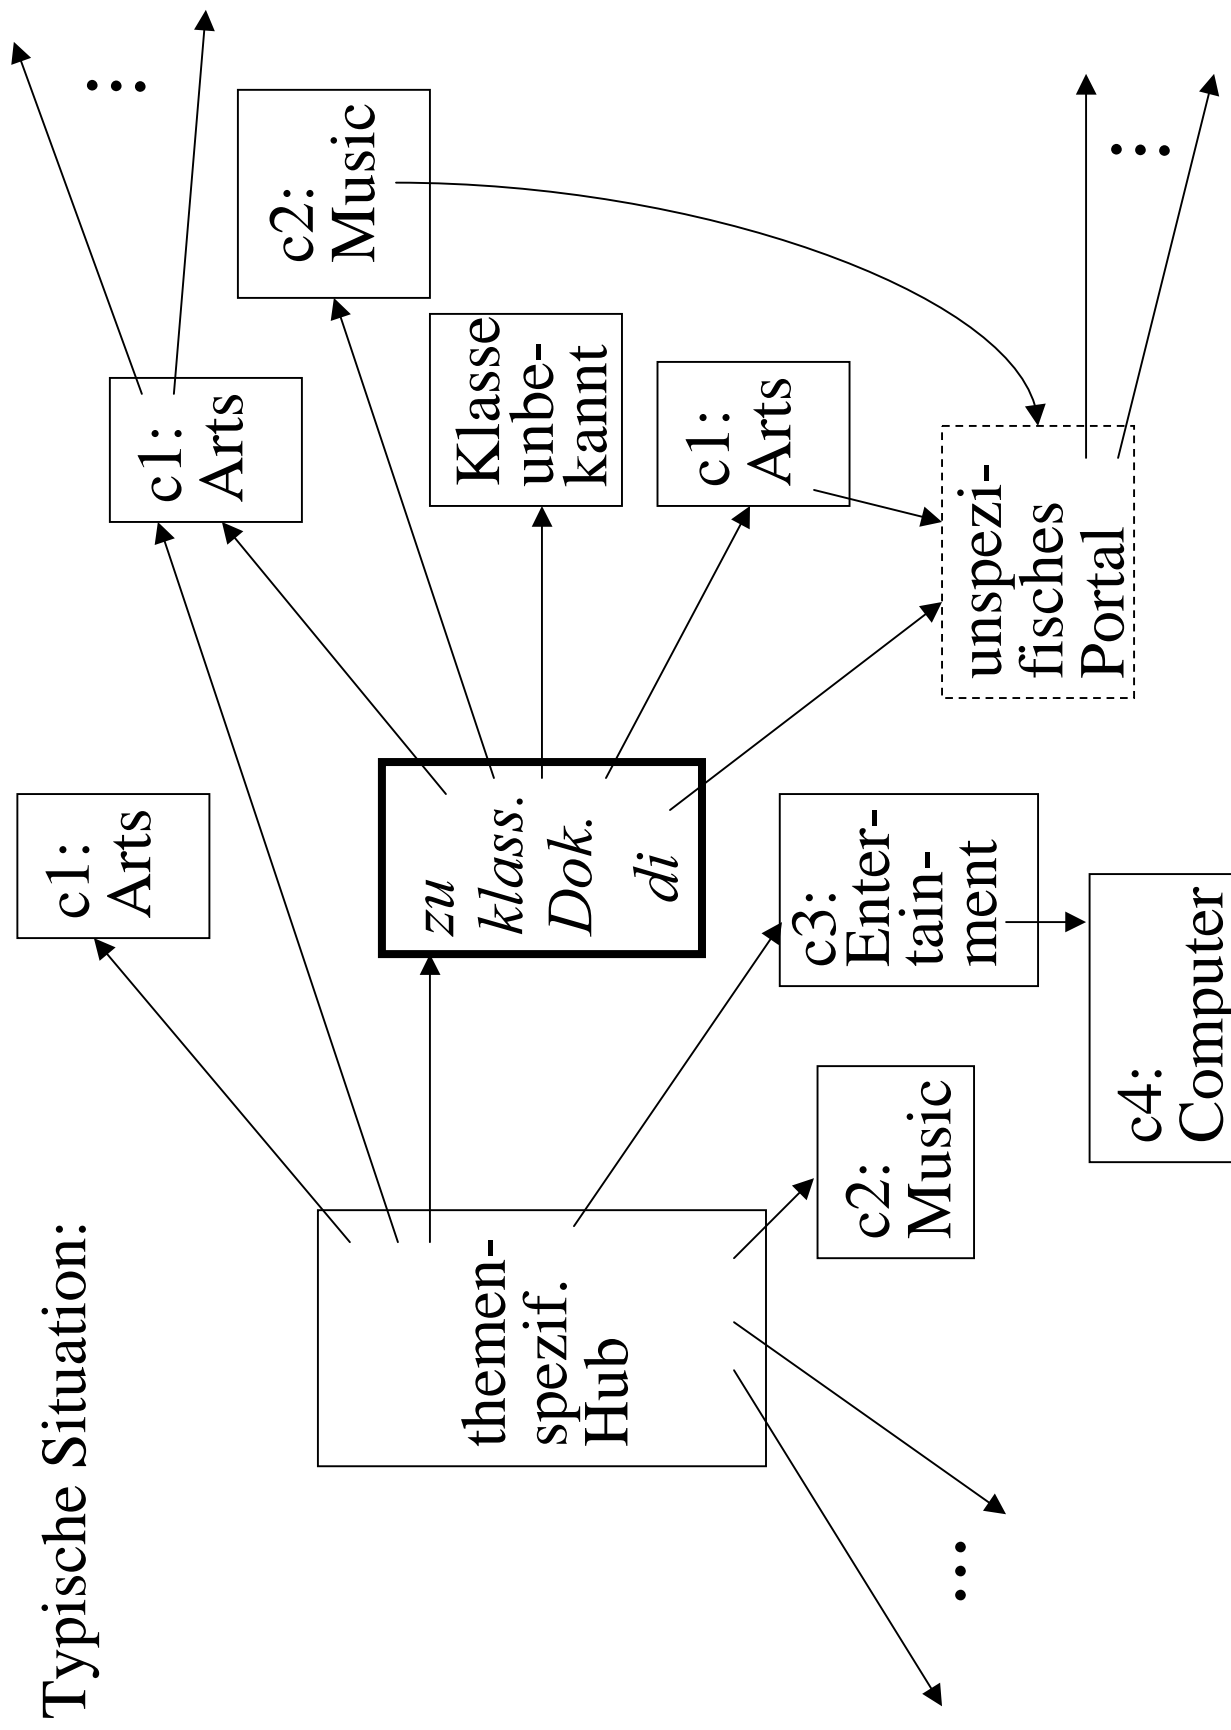 Typische Situation:
themen-
spezif.
Hub
c1:
Arts
zu
klass.
Dok.
di
c3:
Enter-
tain-
ment
c2:
Music
c4:
Computer
c1:
Arts
c2:
Music
Klasse
unbe-
kannt
c1:
Arts
unspezi-
fisches
Portal
...
...
...